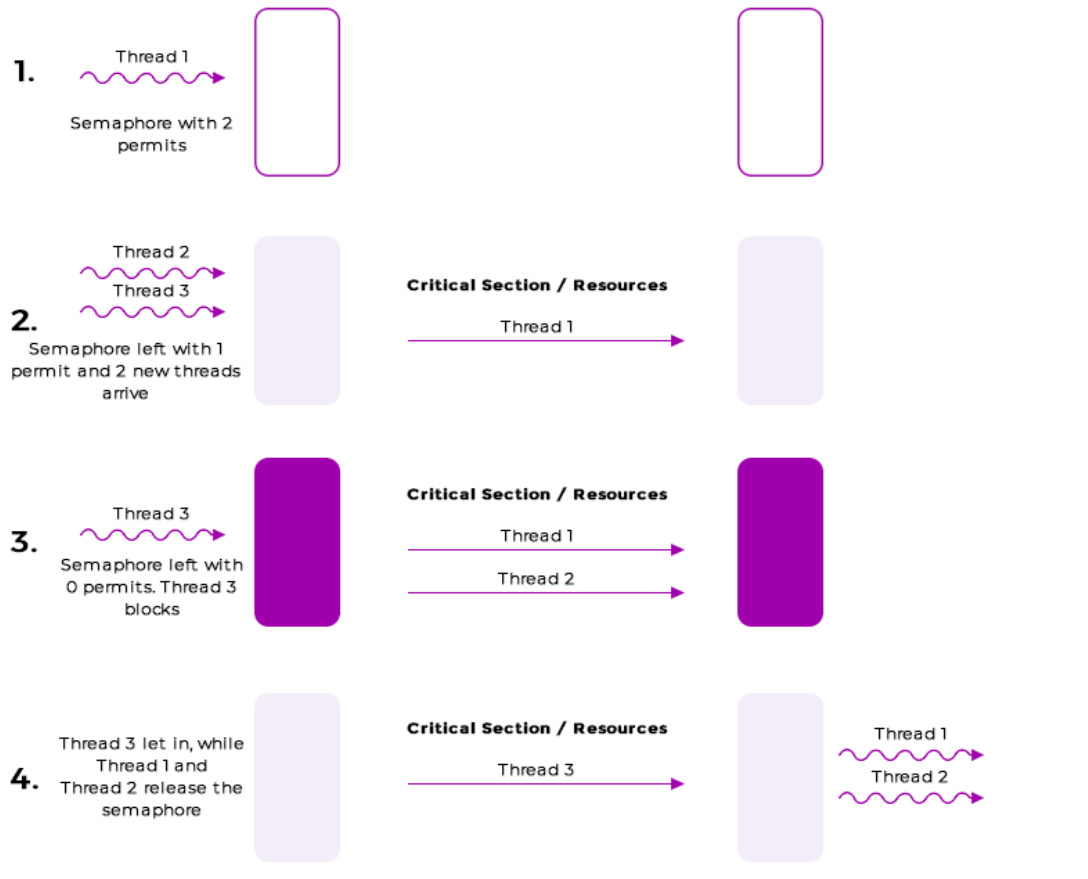 1.
Thread 1
Semaphore with 2
permits
2.
Thread 2
Thread 3
Semaphore left with 1
permit and 2 new threads
arrive
Critical Section / Resources
Thread 1
3.
Thread 3
Semaphore left with
0 permits. Thread 3
blocks
Critical Section / Resources
Thread 1
Thread 2
4.
Thread 3 let in, while
Thread 1 and
Thread 2 release the
semaphore
Critical Section / Resources
Thread 3
Thread 1
Thread 2